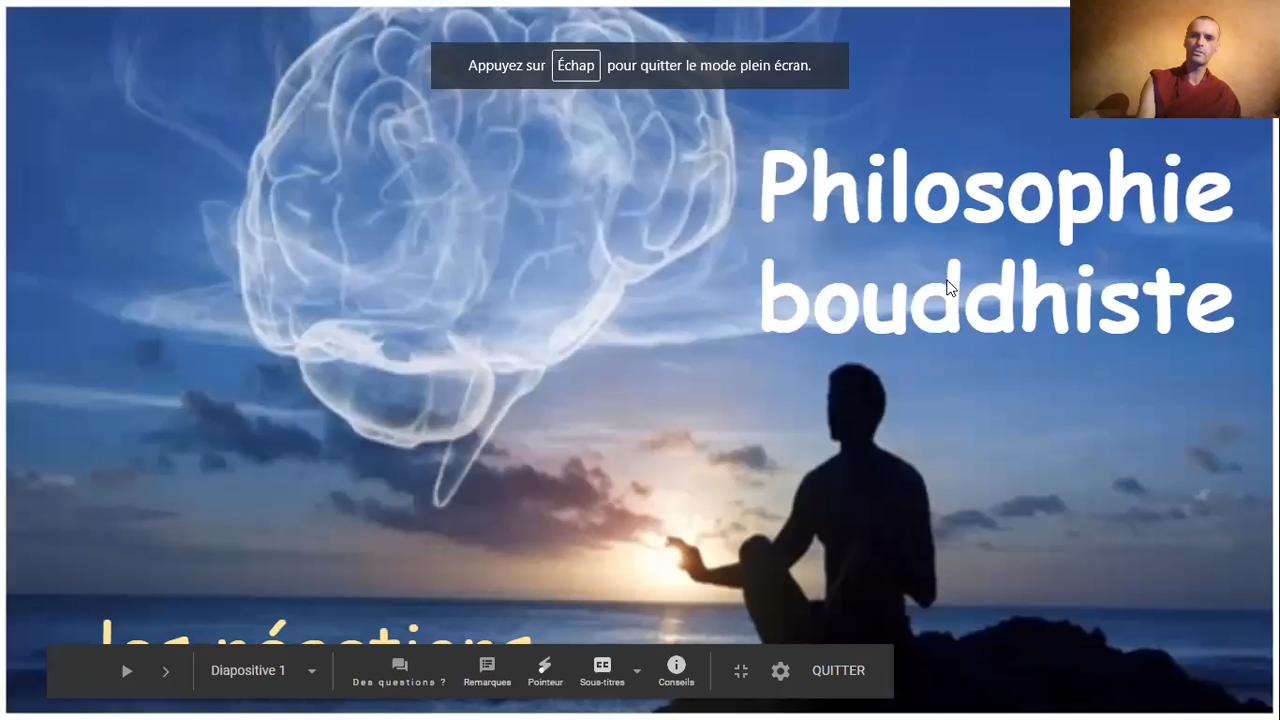 Appuyez sur Échap pour quitter le mode plein écran.
Philosophie
bouddhiste
Diapositive 1
Des questions ?
Remarques
Pointeur
Sous-titres
Conseils
QUITTER